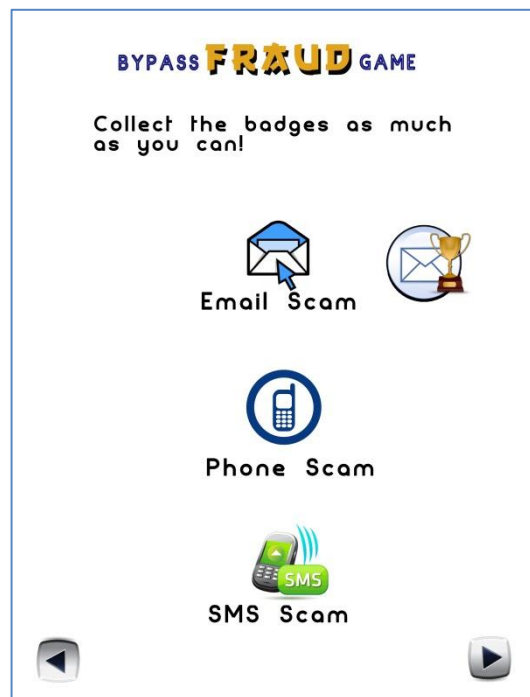 BYPASS FRAUD GAME
Collect the badges as much
as you can!
Email Scam
Phone Scam
SMS
SMS Scam